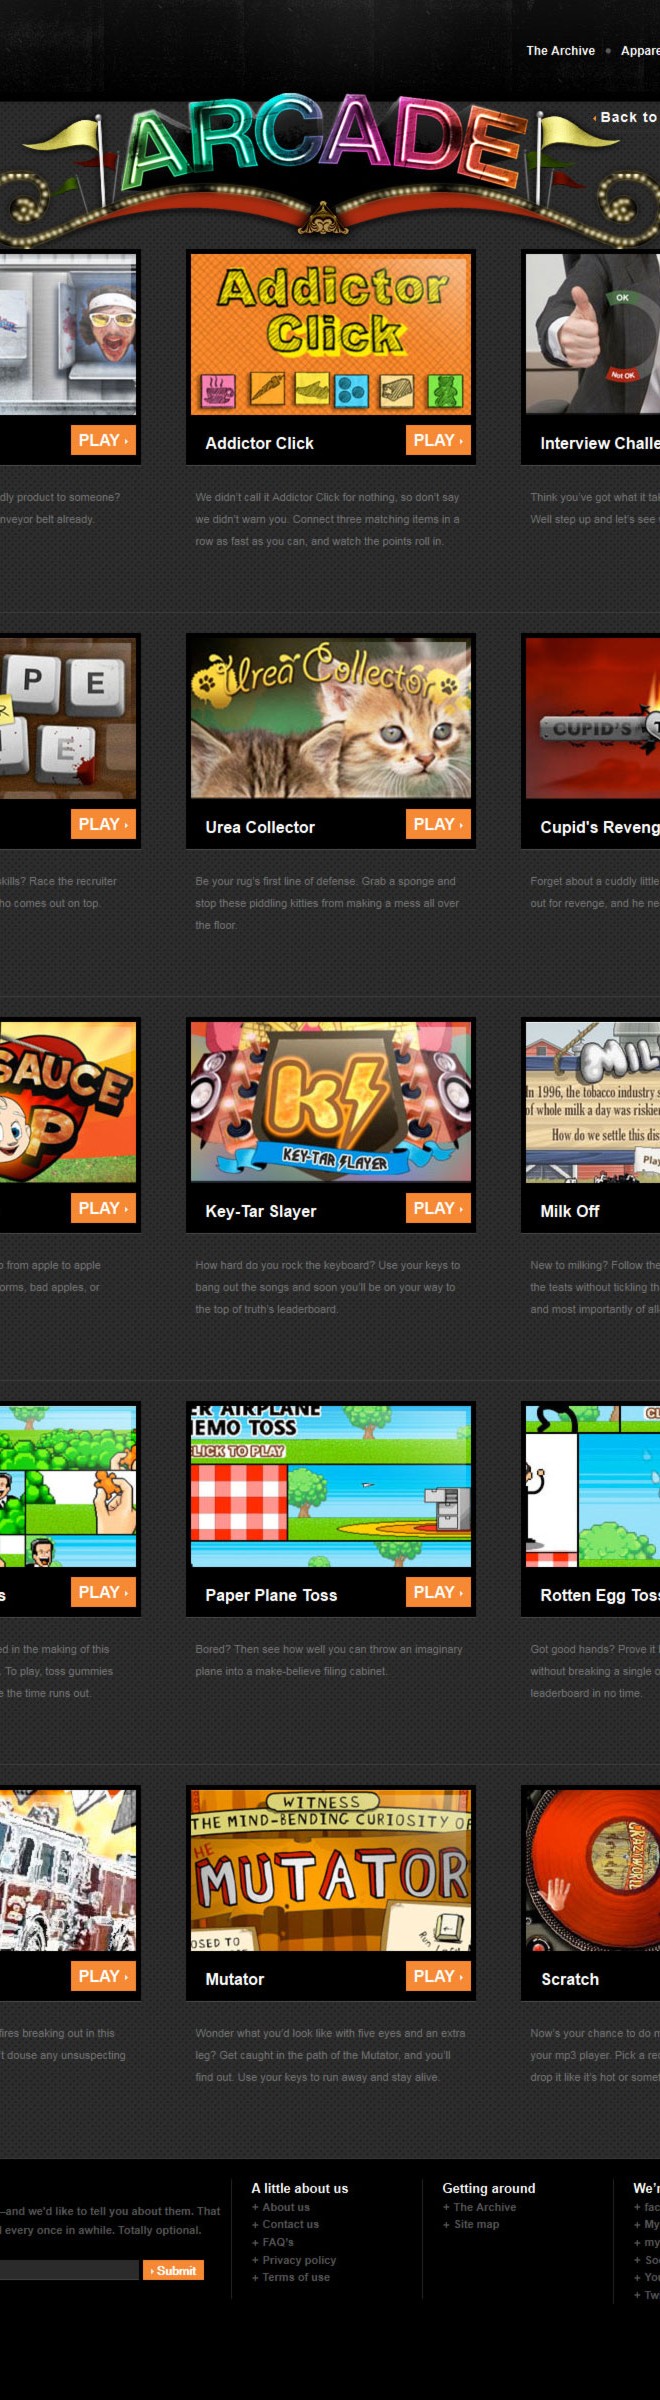 The Archive • Appare
Back to
ARCADE
Addictor
Click
OK
Not OK
PLAY
Addictor Click
PLAY
Interview Challe
dly product to someone?
nveyor belt already.
We didn't call it Addictor Click for nothing, so don't say
we didn't warn you. Connect three matching items in a
row as fast as you can, and watch the points roll in.
Think you've got what it tak
Well step up and let's see
P E
E
Urea Collector
CUPID'S
PLAY
Urea Collector
PLAY
Cupid's Reveng
skills? Race the recruiter
ho comes out on top.
Be your rug's first line of defense. Grab a sponge and
stop these piddling kitties from making a mess all over
the floor.
Forget about a cuddly little
out for revenge, and he ne
SAUCE
OP
K
KEY-TAR SLAYER
MIL
In 1996, the tobacco industry s
of whole milk a day was riskier
How do we settle this dis
Play
PLAY
Key-Tar Slayer
PLAY
Milk Off
o from apple to apple
orms, bad apples, or
How hard do you rock the keyboard? Use your keys to
bang out the songs and soon you'll be on your way to
the top of truth's leaderboard.
New to milking? Follow the
the teats without tickling th
and most importantly of all
ER AIRPLANE
EMO TOSS
LICK TO PLAY
PLAY
Paper Plane Toss
PLAY
Rotten Egg Toss
ed in the making of this
. To play, toss gummies
e the time runs out.
Bored? Then see how well you can throw an imaginary
plane into a make-believe filing cabinet.
Got good hands? Prove it
without breaking a single o
leaderboard in no time.
WITNESS
THE MIND-BENDING CURIOSITY OF
HE
MUTATOR
OSED TO
PLAY
Mutator
PLAY
Scratch
fires breaking out in this
't douse any unsuspecting
Wonder what you'd look like with five eyes and an extra
leg? Get caught in the path of the Mutator, and you'll
find out. Use your keys to run away and stay alive.
Now's your chance to do m
your mp3 player. Pick a re
drop it like it's hot or somet
—and we'd like to tell you about them. That
l every once in awhile. Totally optional.
Submit
A little about us
+ About us
+ Contact us
+ FAQ's
+ Privacy policy
+ Terms of use
Getting around
+ The Archive
+ Site map
We'r
+ fac
+ My
+ my
+ Soc
+ You
+ Tw